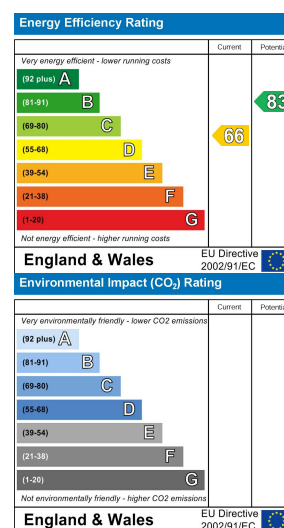 Energy Efficiency Rating
Current
Very energy efficient - lower running costs
(92 plus) A
(81-91) B
83
(69-80) C
66
(55-68) D
(39-54) E
(21-38) F
(1-20) G
Not energy efficient - higher running costs
England & Wales
EU Directive
2002/91/EC
Environmental Impact (CO₂) Rating
Current
Very environmentally friendly - lower CO2 emissions
(92 plus) A
(81-91) B
(69-80) C
(55-68) D
(39-54) E
(21-38) F
(1-20) G
Not environmentally friendly - higher CO2 emissions
England & Wales
EU Directive
2002/91/EC